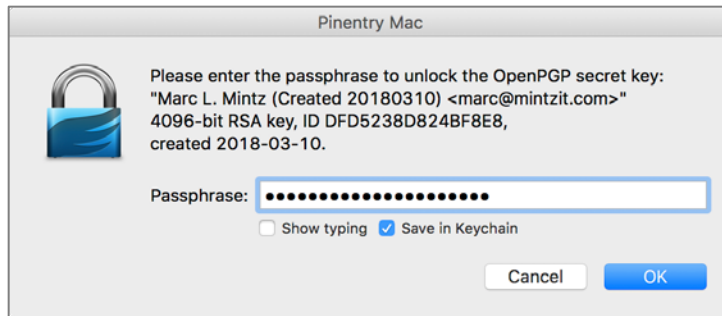 Pinentry Mac
Please enter the passphrase to unlock the OpenPGP secret key:
"Marc L. Mintz (Created 20180310) <marc@mintzit.com>"
4096-bit RSA key, ID DFD5238D824BF8E8,
created 2018-03-10.
Passphrase: ●●●●●●●●●●●●●●●●●●●●●
Show typing Save in Keychain
Cancel OK